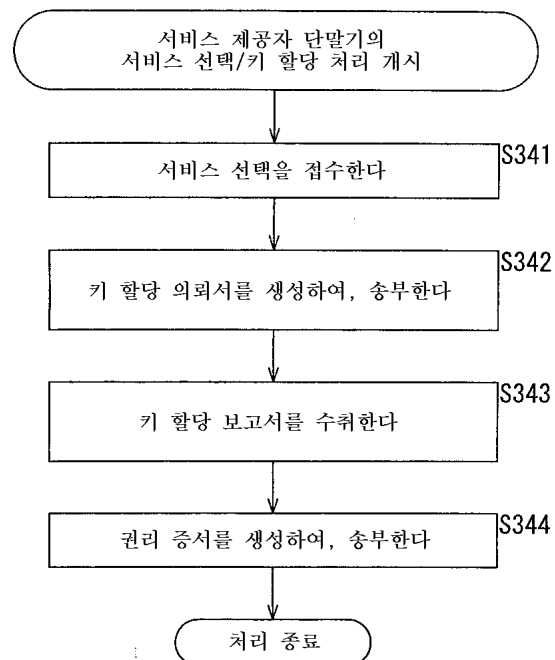 서비스 제공자 단말기의
서비스 선택/키 할당 처리 개시
S341
서비스 선택을 접수한다
S342
키 할당 의뢰서를 생성하여, 송부한다
S343
키 할당 보고서를 수취한다
S344
권리 증서를 생성하여, 송부한다
처리 종료